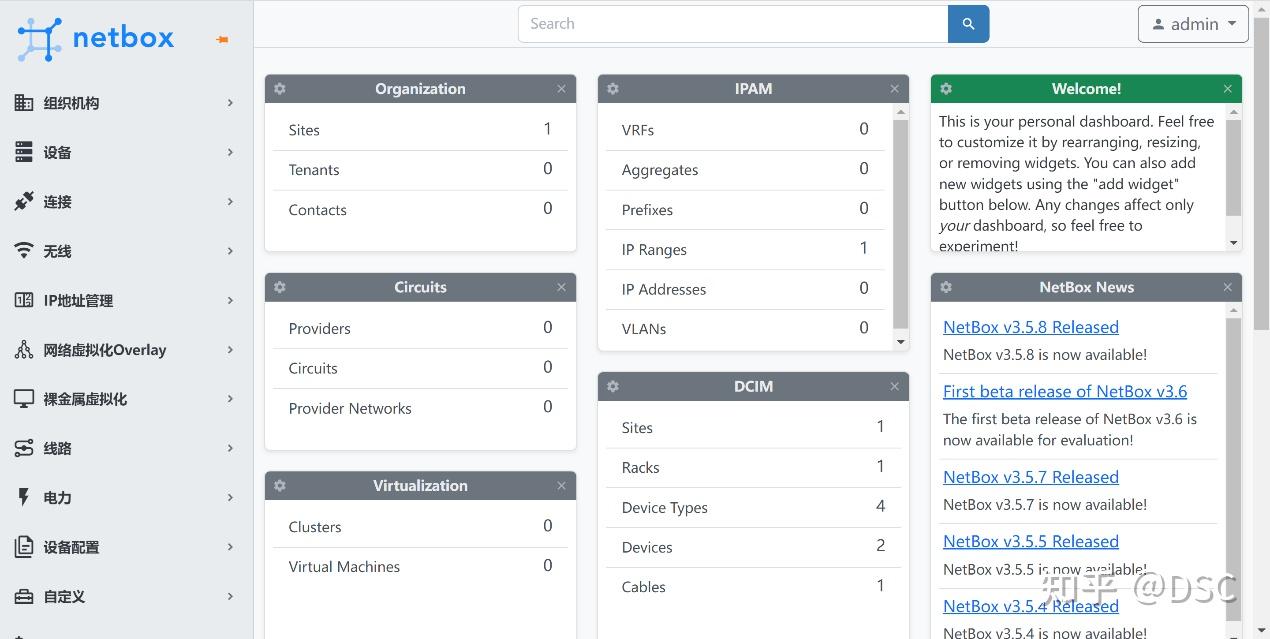 netbox
Search
admin
组织机构
设备
连接
无线
IP地址管理
网络虚拟化Overlay
裸金属虚拟化
线路
电力
设备配置
自定义
Organization
Sites 1
Tenants 0
Contacts 0
Circuits
Providers 0
Circuits 0
Provider Networks 0
Virtualization
Clusters 0
Virtual Machines 0
IPAM
VRFs 0
Aggregates 0
Prefixes 0
IP Ranges 1
IP Addresses 0
VLANs 0
DCIM
Sites 1
Racks 1
Device Types 4
Devices 2
Cables 1
Welcome!
This is your personal dashboard. Feel free
to customize it by rearranging, resizing,
or removing widgets. You can also add
new widgets using the "add widget"
button below. Any changes affect only
your dashboard, so feel free to
experiment!
NetBox News
NetBox v3.5.8 Released
NetBox v3.5.8 is now available!
First beta release of NetBox v3.6
The first beta release of NetBox v3.6 is
now available for evaluation!
NetBox v3.5.7 Released
NetBox v3.5.7 is now available!
NetBox v3.5.5 Released
NetBox v3.5.5 is now available!
NetBox v3.5.4 Released
NetBox v3.5.4 is now available!
知乎 @DSC